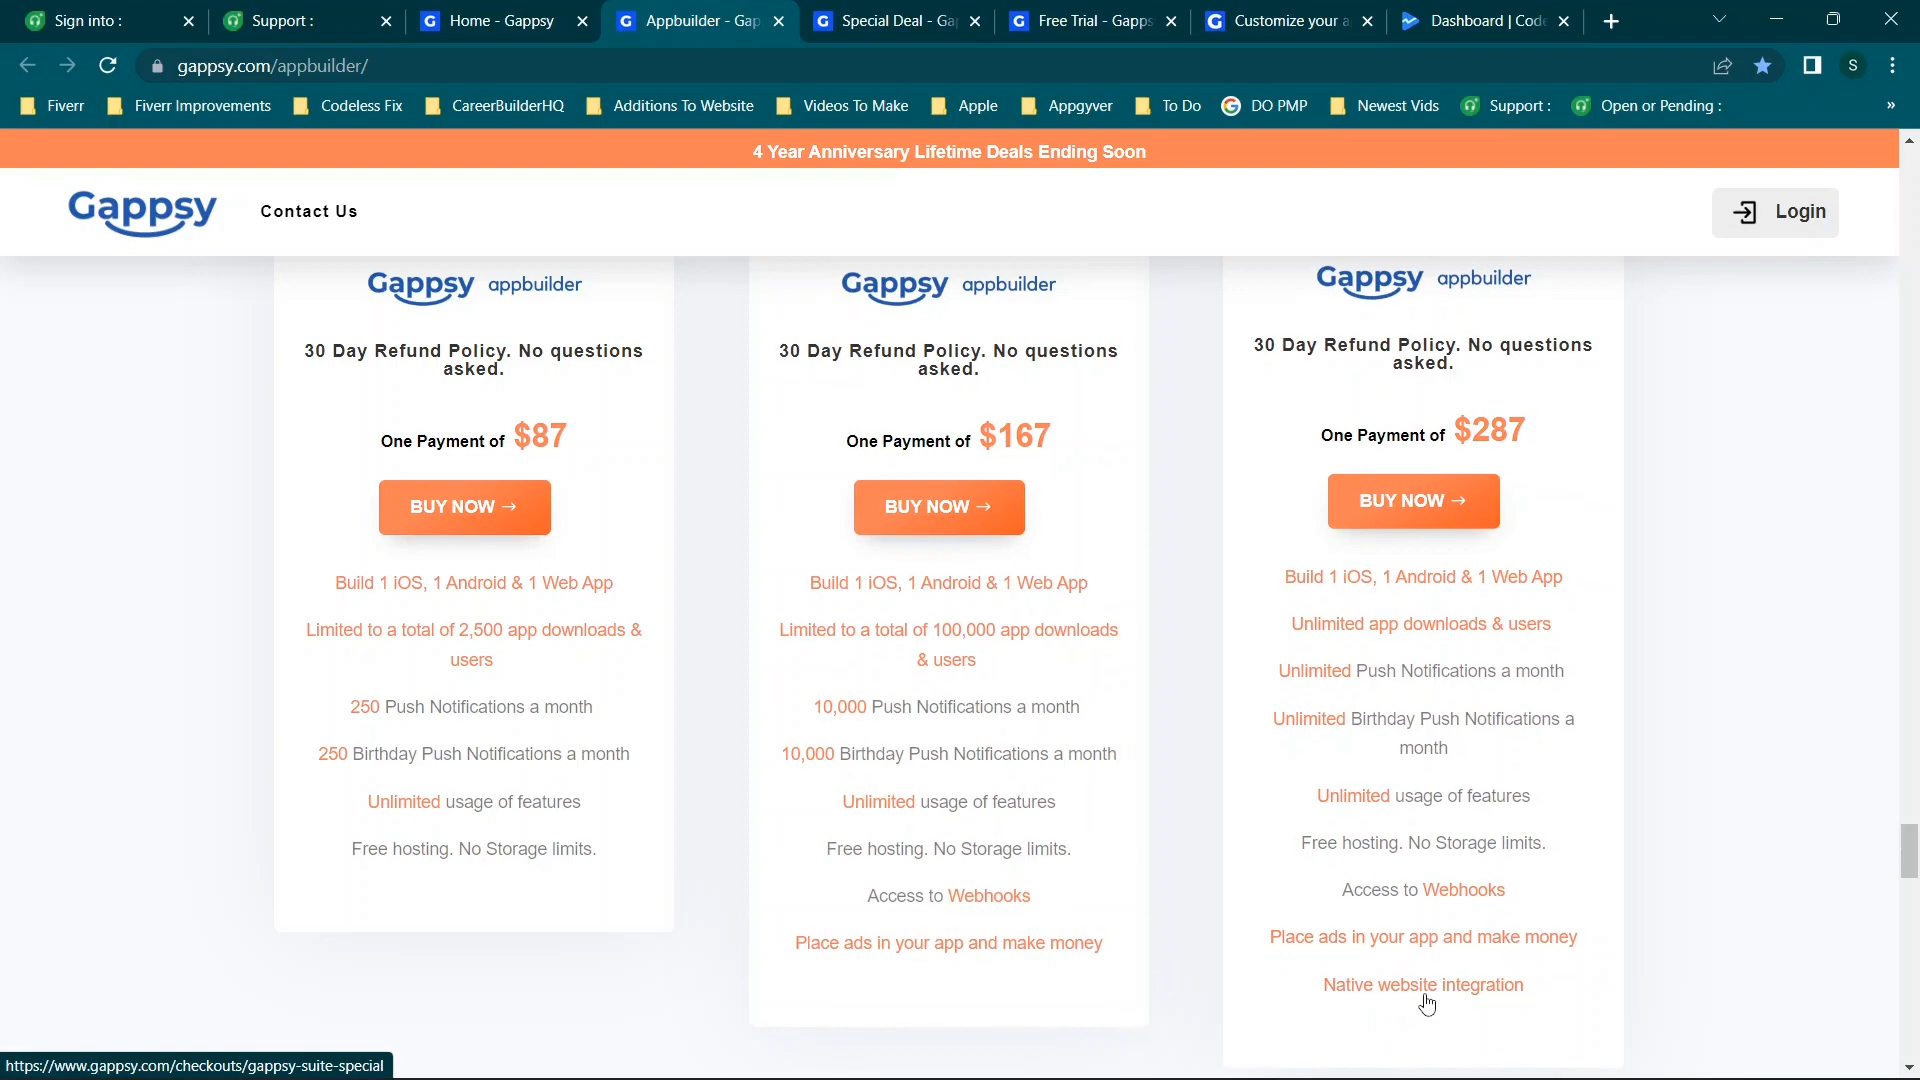 Sign into :
Support :
Home - Gappsy
Appbuilder - Gap
Special Deal - Ga
Free Trial - Gapps
Customize your a
Dashboard | Code
gappsy.com/appbuilder/
S
Fiverr
Fiverr Improvements
Codeless Fix
CareerBuilderHQ
Additions To Website
Videos To Make
Apple
Appgyver
To Do
DO PMP
Newest Vids
Support :
Open or Pending :
»
4 Year Anniversary Lifetime Deals Ending Soon
Gappsy
Contact Us
Login
Gappsy appbuilder
30 Day Refund Policy. No questions
asked.
One Payment of $87
BUY NOW →
Build 1 iOS, 1 Android & 1 Web App
Limited to a total of 2,500 app downloads &
users
250 Push Notifications a month
250 Birthday Push Notifications a month
Unlimited usage of features
Free hosting. No Storage limits.
Gappsy appbuilder
30 Day Refund Policy. No questions
asked.
One Payment of $167
BUY NOW →
Build 1 iOS, 1 Android & 1 Web App
Limited to a total of 100,000 app downloads
& users
10,000 Push Notifications a month
10,000 Birthday Push Notifications a month
Unlimited usage of features
Free hosting. No Storage limits.
Access to Webhooks
Place ads in your app and make money
Gappsy appbuilder
30 Day Refund Policy. No questions
asked.
One Payment of $287
BUY NOW →
Build 1 iOS, 1 Android & 1 Web App
Unlimited app downloads & users
Unlimited Push Notifications a month
Unlimited Birthday Push Notifications a
month
Unlimited usage of features
Free hosting. No Storage limits.
Access to Webhooks
Place ads in your app and make money
Native website integration
https://www.gappsy.com/checkouts/gappsy-suite-special